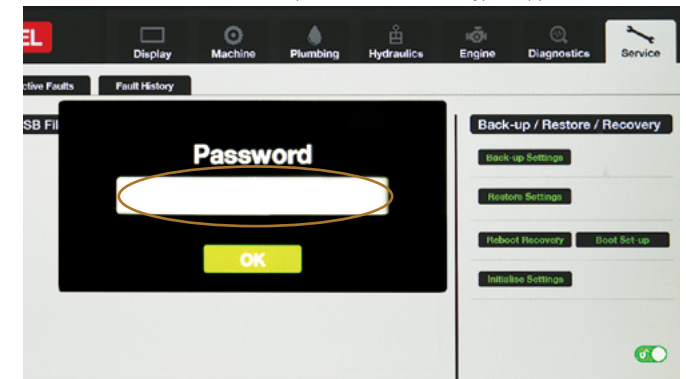 EL
Display Machine Plumbing Hydraulics Engine Diagnostics Service
ctive Faults Fault History
SB Fil
Back-up / Restore / Recovery
Password
Back-up Settings
Restore Settings
Reboot Recovery Boot Set-up
OK
Initialise Settings